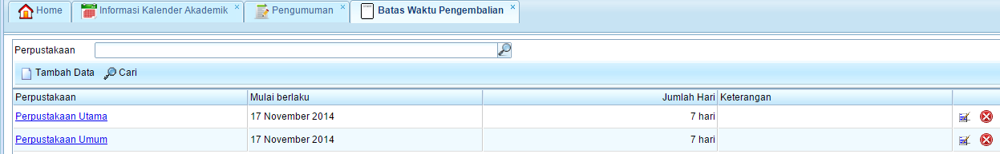 Home Informasi Kalender Akademik Pengumuman Batas Waktu Pengembalian
Perpustakaan
Tambah Data Cari
Perpustakaan Mulai berlaku Jumlah Hari Keterangan
Perpustakaan Utama 17 November 2014 7 hari
Perpustakaan Umum 17 November 2014 7 hari